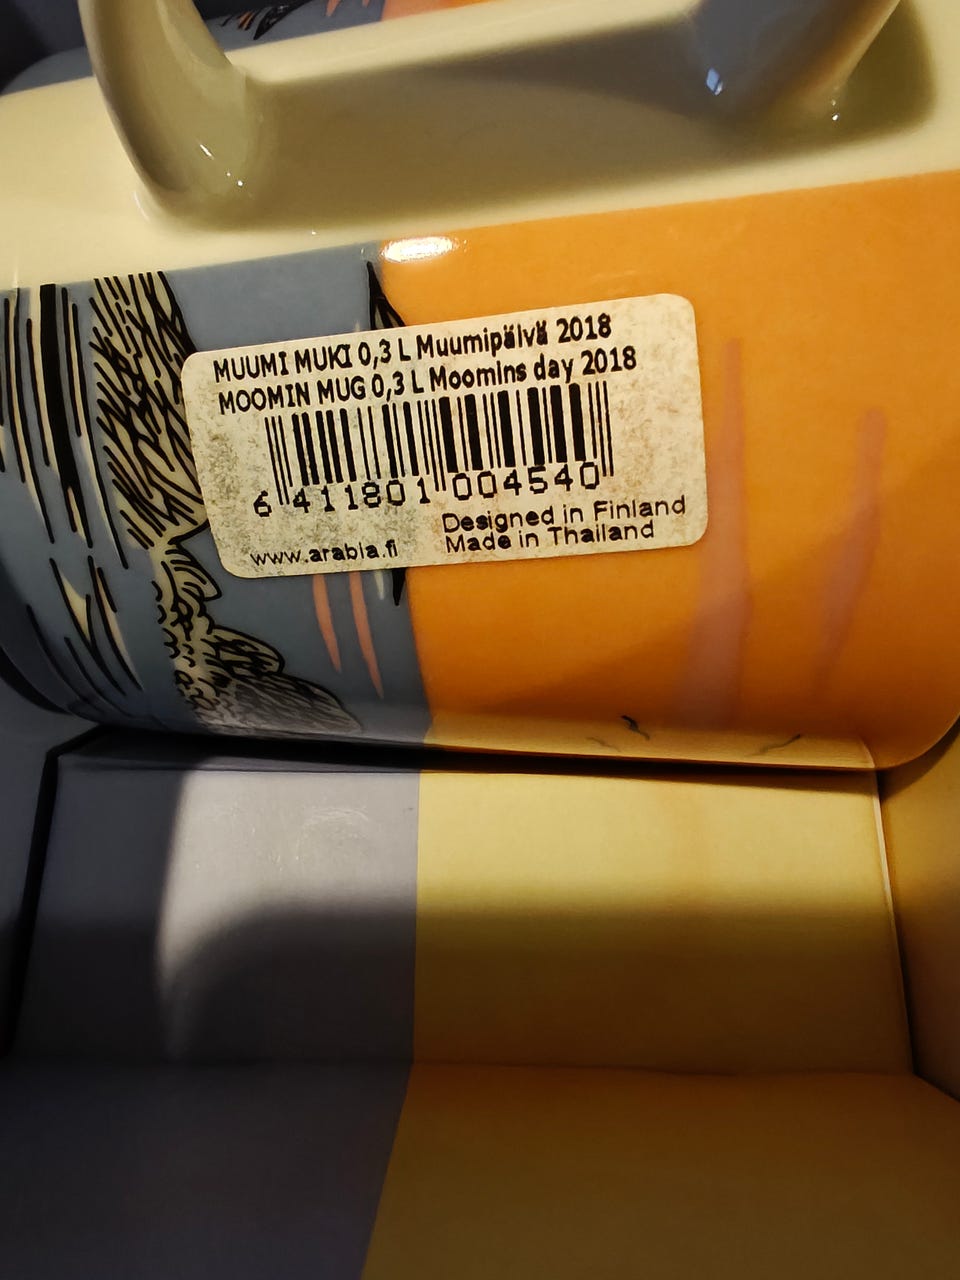 MUUMI MUKI 0,3 L Muumipäivä 2018
MOOMIN MUG 0,3 L Moomins day 2018
6 411801 004540
Designed in Finland
www.arabia.fi Made in Thailand